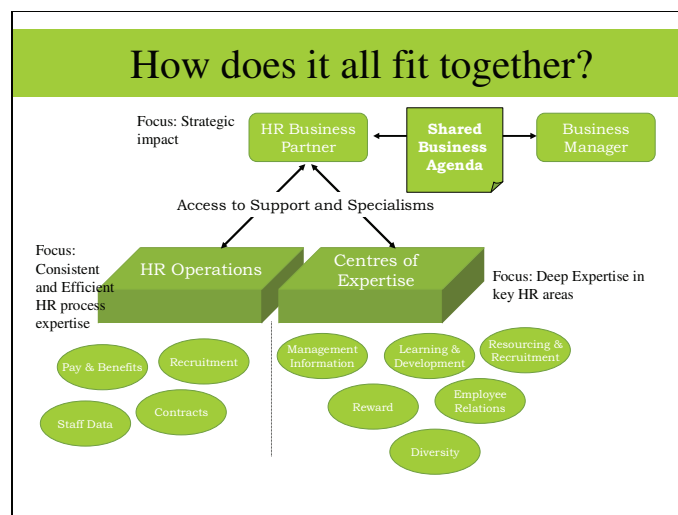 How does it all fit together?
Focus: Strategic
impact
HR Business
Partner
Shared
Business
Agenda
Business
Manager
Access to Support and Specialisms
Focus:
Consistent
and Efficient
HR process
expertise
HR Operations
Centres of
Expertise
Focus: Deep Expertise in
key HR areas
Pay & Benefits
Recruitment
Staff Data
Contracts
Management
Information
Learning &
Development
Resourcing &
Recruitment
Reward
Employee
Relations
Diversity